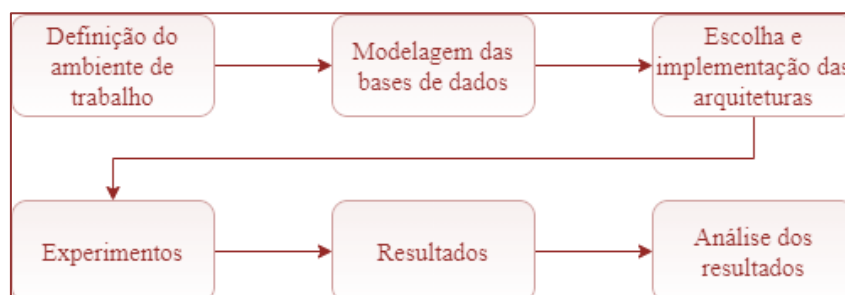 Definição do
ambiente de
trabalho
Modelagem das
bases de dados
Escolha e
implementação das
arquiteturas
Experimentos
Resultados
Análise dos
resultados